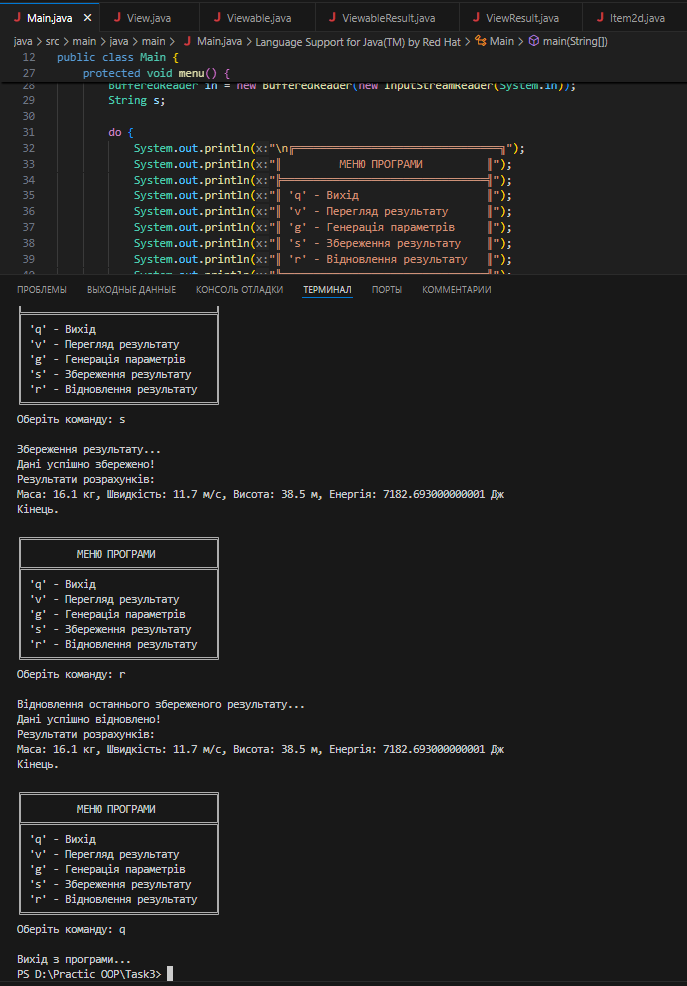 Main.java View.java Viewable.java ViewableResult.java ViewResult.java Item2d.java
java > src > main > java > main > Main.java > Language Support for Java(TM) by Red Hat > Main > main(String[])
12 public class Main {
27 protected void menu() {
28 BufferedReader in = new BufferedReader(new InputStreamReader(System.in));
29 String s;
30
31 do {
32 System.out.println(x:"\n╔════════════════════════════════╗");
33 System.out.println(x:"║ МЕНЮ ПРОГРАМИ ║");
34 System.out.println(x:"╠════════════════════════════════╣");
35 System.out.println(x:"║ 'q' - Вихід ║");
36 System.out.println(x:"║ 'v' - Перегляд результату ║");
37 System.out.println(x:"║ 'g' - Генерація параметрів ║");
38 System.out.println(x:"║ 's' - Збереження результату ║");
39 System.out.println(x:"║ 'r' - Відновлення результату ║");
ПРОБЛЕМЫ ВЫХОДНЫЕ ДАННЫЕ КОНСОЛЬ ОТЛАДКИ ТЕРМИНАЛ ПОРТЫ КОММЕНТАРИИ
'q' - Вихід
'v' - Перегляд результату
'g' - Генерація параметрів
's' - Збереження результату
'r' - Відновлення результату
Оберіть команду: s
Збереження результату...
Дані успішно збережено!
Результати розрахунків:
Маса: 16.1 кг, Швидкість: 11.7 м/с, Висота: 38.5 м, Енергія: 7182.693000000001 Дж
Кінець.
МЕНЮ ПРОГРАМИ
'q' - Вихід
'v' - Перегляд результату
'g' - Генерація параметрів
's' - Збереження результату
'r' - Відновлення результату
Оберіть команду: r
Відновлення останнього збереженого результату...
Дані успішно відновлено!
Результати розрахунків:
Маса: 16.1 кг, Швидкість: 11.7 м/с, Висота: 38.5 м, Енергія: 7182.693000000001 Дж
Кінець.
МЕНЮ ПРОГРАМИ
'q' - Вихід
'v' - Перегляд результату
'g' - Генерація параметрів
's' - Збереження результату
'r' - Відновлення результату
Оберіть команду: q
Вихід з програми...
PS D:\Practic OOP\Task3>